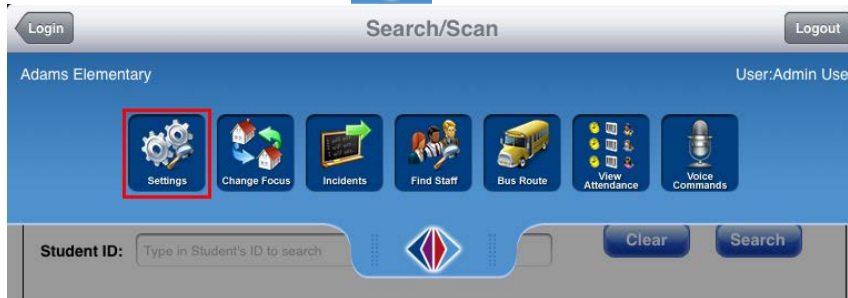 Login Search/Scan Logout
Adams Elementary User:Admin Use
Settings Change Focus Incidents Find Staff Bus Route View Attendance Voice Commands
Student ID: Type in Student's ID to search Clear Search